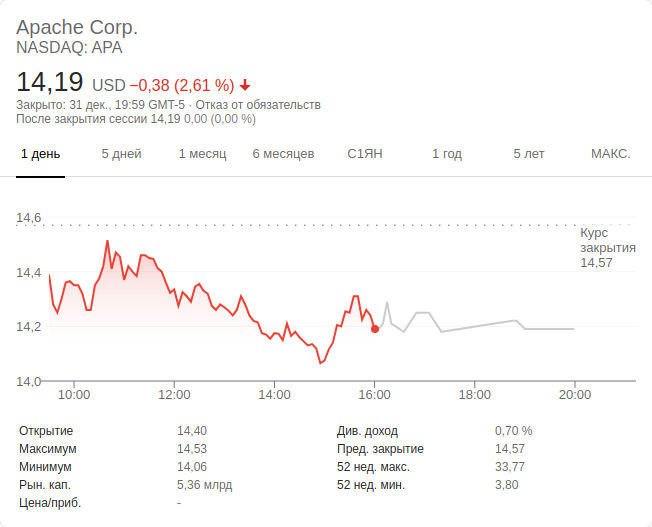 Apache Corp.
NASDAQ: APA
14,19 USD −0,38 (2,61 %)
Закрыто: 31 дек., 19:59 GMT-5 · Отказ от обязательств
После закрытия сессии 14,19 0,00 (0,00 %)
1 день 5 дней 1 месяц 6 месяцев С1ЯН 1 год 5 лет МАКС.
14,6
Курс
закрытия
14,57
14,4
14,2
14,0
10:00 12:00 14:00 16:00 18:00 20:00
Открытие 14,40 Див. доход 0,70 %
Максимум 14,53 Пред. закрытие 14,57
Минимум 14,06 52 нед. макс. 33,77
Рын. кап. 5,36 млрд 52 нед. мин. 3,80
Цена/приб. -